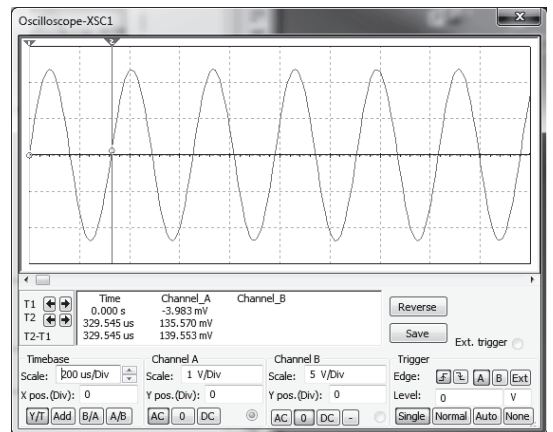 Oscilloscope-XSC1
x
1 2
Time Channel_A Channel_B
T1 0.000 s -3.983 mV
T2 329.545 us 135.570 mV
T2-T1 329.545 us 139.553 mV
Reverse
Save
Ext. trigger
Timebase
Scale: 200 us/Div
X pos.(Div): 0
Y/T Add B/A A/B
Channel A
Scale: 1 V/Div
Y pos.(Div): 0
AC 0 DC
Channel B
Scale: 5 V/Div
Y pos.(Div): 0
AC 0 DC -
Trigger
Edge: A B Ext
Level: 0 V
Single Normal Auto None